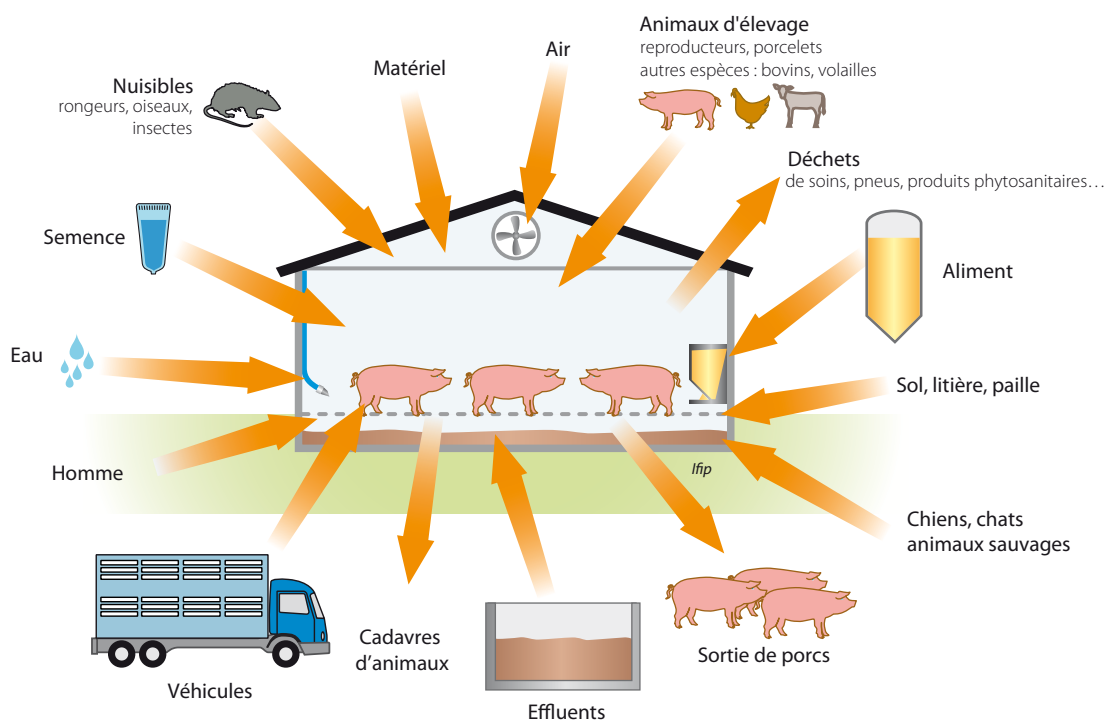 Animaux d'élevage
reproducteurs, porcelets
autres espèces : bovins, volailles
Air
Matériel
Nuisibles
rongeurs, oiseaux,
insectes
Déchets
de soins, pneus, produits phytosanitaires…
Semence
Aliment
Eau
Sol, litière, paille
Homme
Ifip
Chiens, chats
animaux sauvages
Cadavres
d’animaux
Sortie de porcs
Véhicules
Effluents